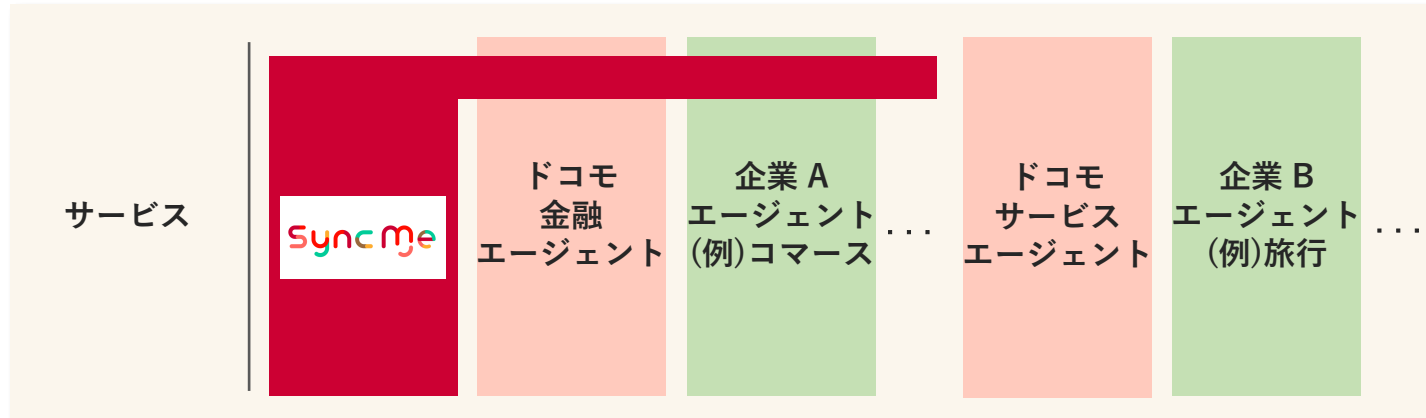 サービス
SyncMe
ドコモ
金融
エージェント
企業 A
エージェント
(例)コマース
...
ドコモ
サービス
エージェント
企業 B
エージェント
(例)旅行
...